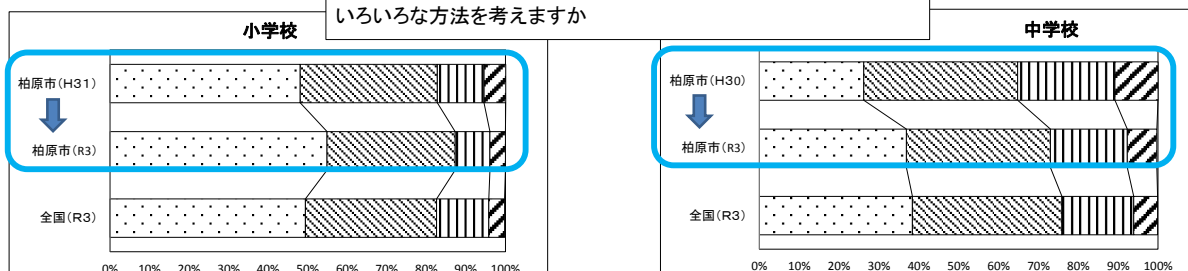 いろいろな方法を考えますか
小学校
柏原市(H31)
柏原市(R3)
全国(R3)
0% 10% 20% 30% 40% 50% 60% 70% 80% 90% 100%
中学校
柏原市(H30)
柏原市(R3)
全国(R3)
0% 10% 20% 30% 40% 50% 60% 70% 80% 90% 100%